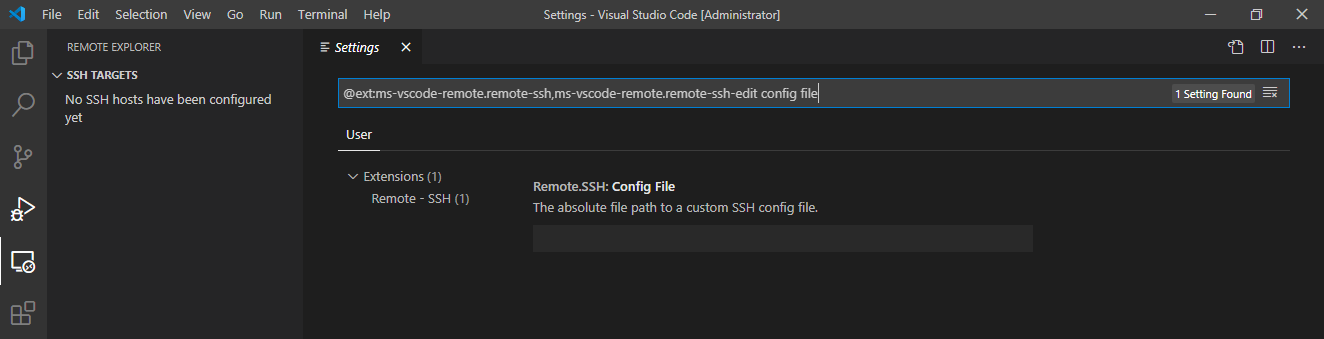 File Edit Selection View Go Run Terminal Help Settings - Visual Studio Code [Administrator]
REMOTE EXPLORER
SSH TARGETS
No SSH hosts have been configured
yet
Settings
@ext:ms-vscode-remote.remote-ssh,ms-vscode-remote.remote-ssh-edit config file 1 Setting Found
User
Extensions (1)
Remote - SSH (1)
Remote.SSH: Config File
The absolute file path to a custom SSH config file.